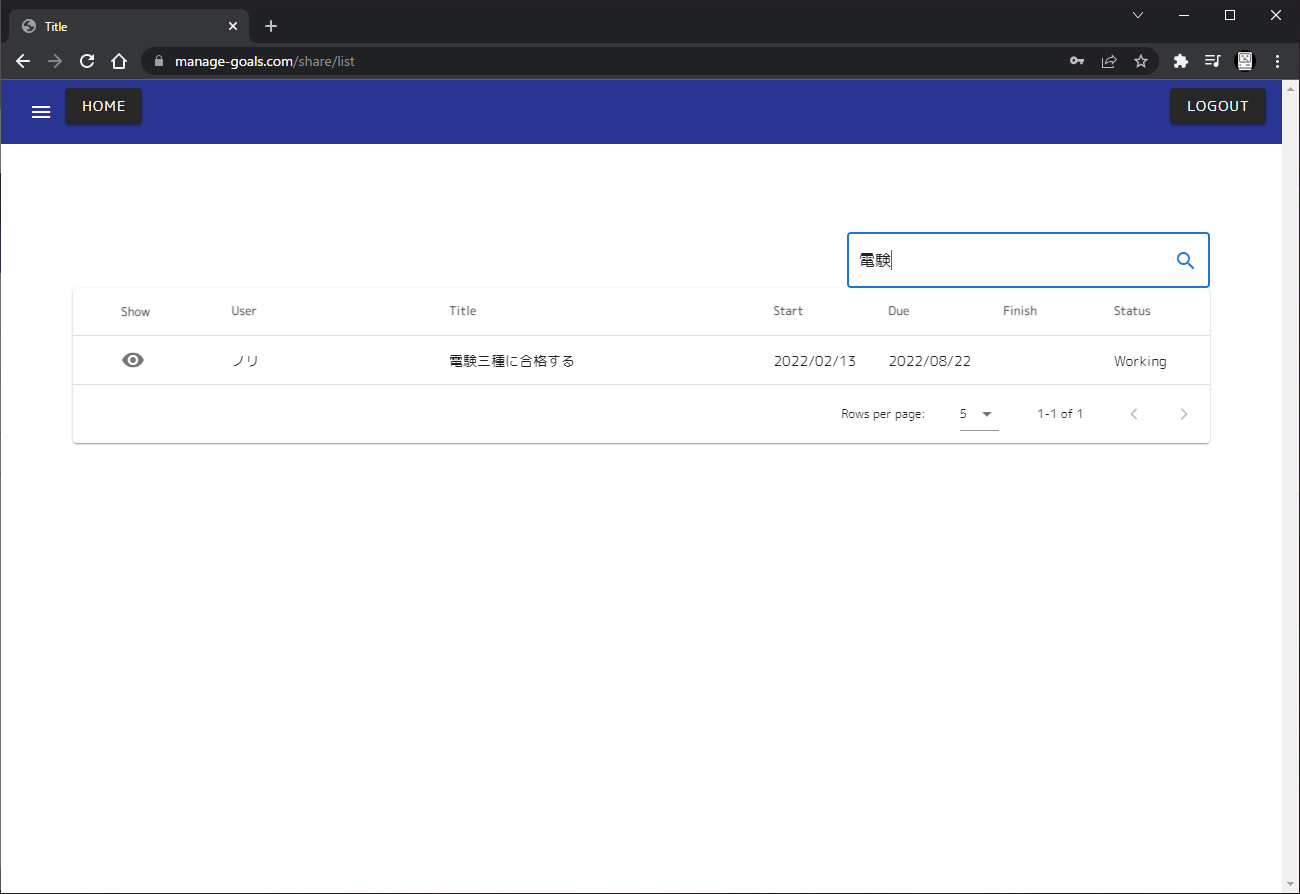 Title
manage-goals.com/share/list
HOME
LOGOUT
電験
Show User Title Start Due Finish Status
ノリ 電験三種に合格する 2022/02/13 2022/08/22 Working
Rows per page: 5 1-1 of 1